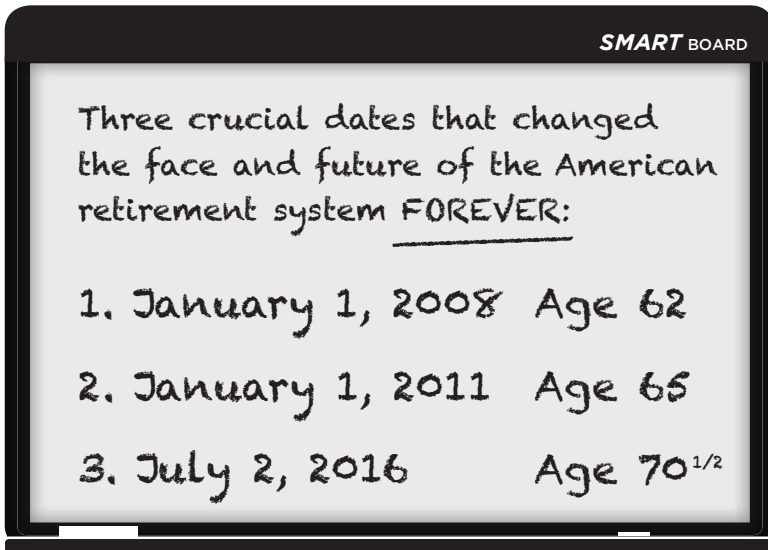 SMART BOARD
Three crucial dates that changed
the face and future of the American
retirement system FOREVER:
1. January 1, 2008 Age 62
2. January 1, 2011 Age 65
3. July 2, 2016 Age 70 1/2